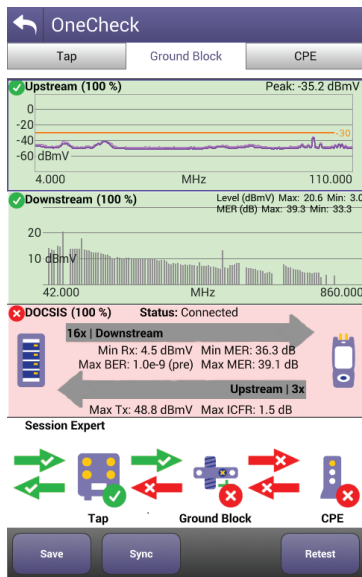 OneCheck
Tap Ground Block CPE
Upstream (100 %) Peak: -35.2 dBmV
0
-20
-30
-40
-60 dBmV
4.000 MHz 110.000
Downstream (100 %) Level (dBmV) Max: 20.6 Min: 3.0
MER (dB) Max: 39.3 Min: 33.3
20
10 dBmV
42.000 MHz 860.000
DOCSIS (100 %) Status: Connected
16x | Downstream
Min Rx: 4.5 dBmV Min MER: 36.3 dB
Max BER: 1.0e-9 (pre) Max MER: 39.1 dB
Upstream | 3x
Max Tx: 48.8 dBmV Max ICFR: 1.5 dB
Session Expert
Tap Ground Block CPE
Save Sync Retest